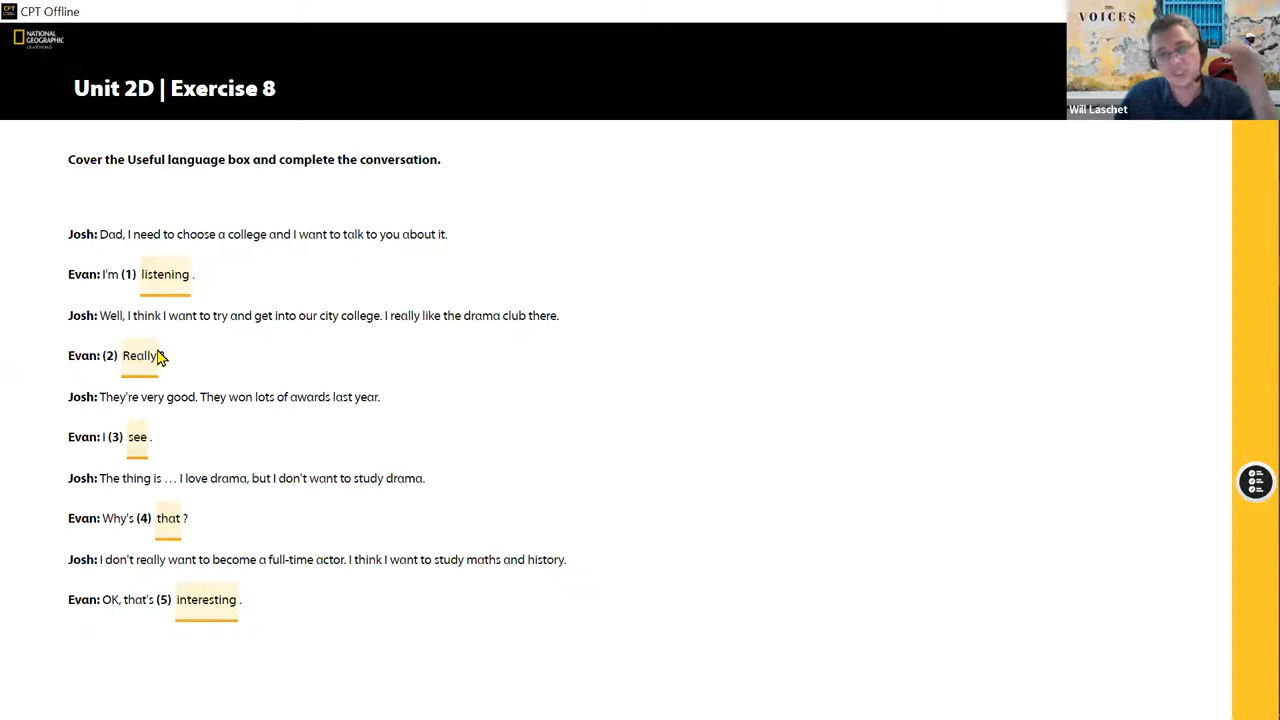 CPT
CPT Offline
NATIONAL
GEOGRAPHIC
LEARNING
VOICES
Unit 2D | Exercise 8
Will Laschet
Cover the Useful language box and complete the conversation.
Josh: Dad, I need to choose a college and I want to talk to you about it.
Evan: I'm (1) listening .
Josh: Well, I think I want to try and get into our city college. I really like the drama club there.
Evan: (2) Really ?
Josh: They're very good. They won lots of awards last year.
Evan: I (3) see .
Josh: The thing is … I love drama, but I don't want to study drama.
Evan: Why's (4) that ?
Josh: I don't really want to become a full-time actor. I think I want to study maths and history.
Evan: OK, that's (5) interesting .